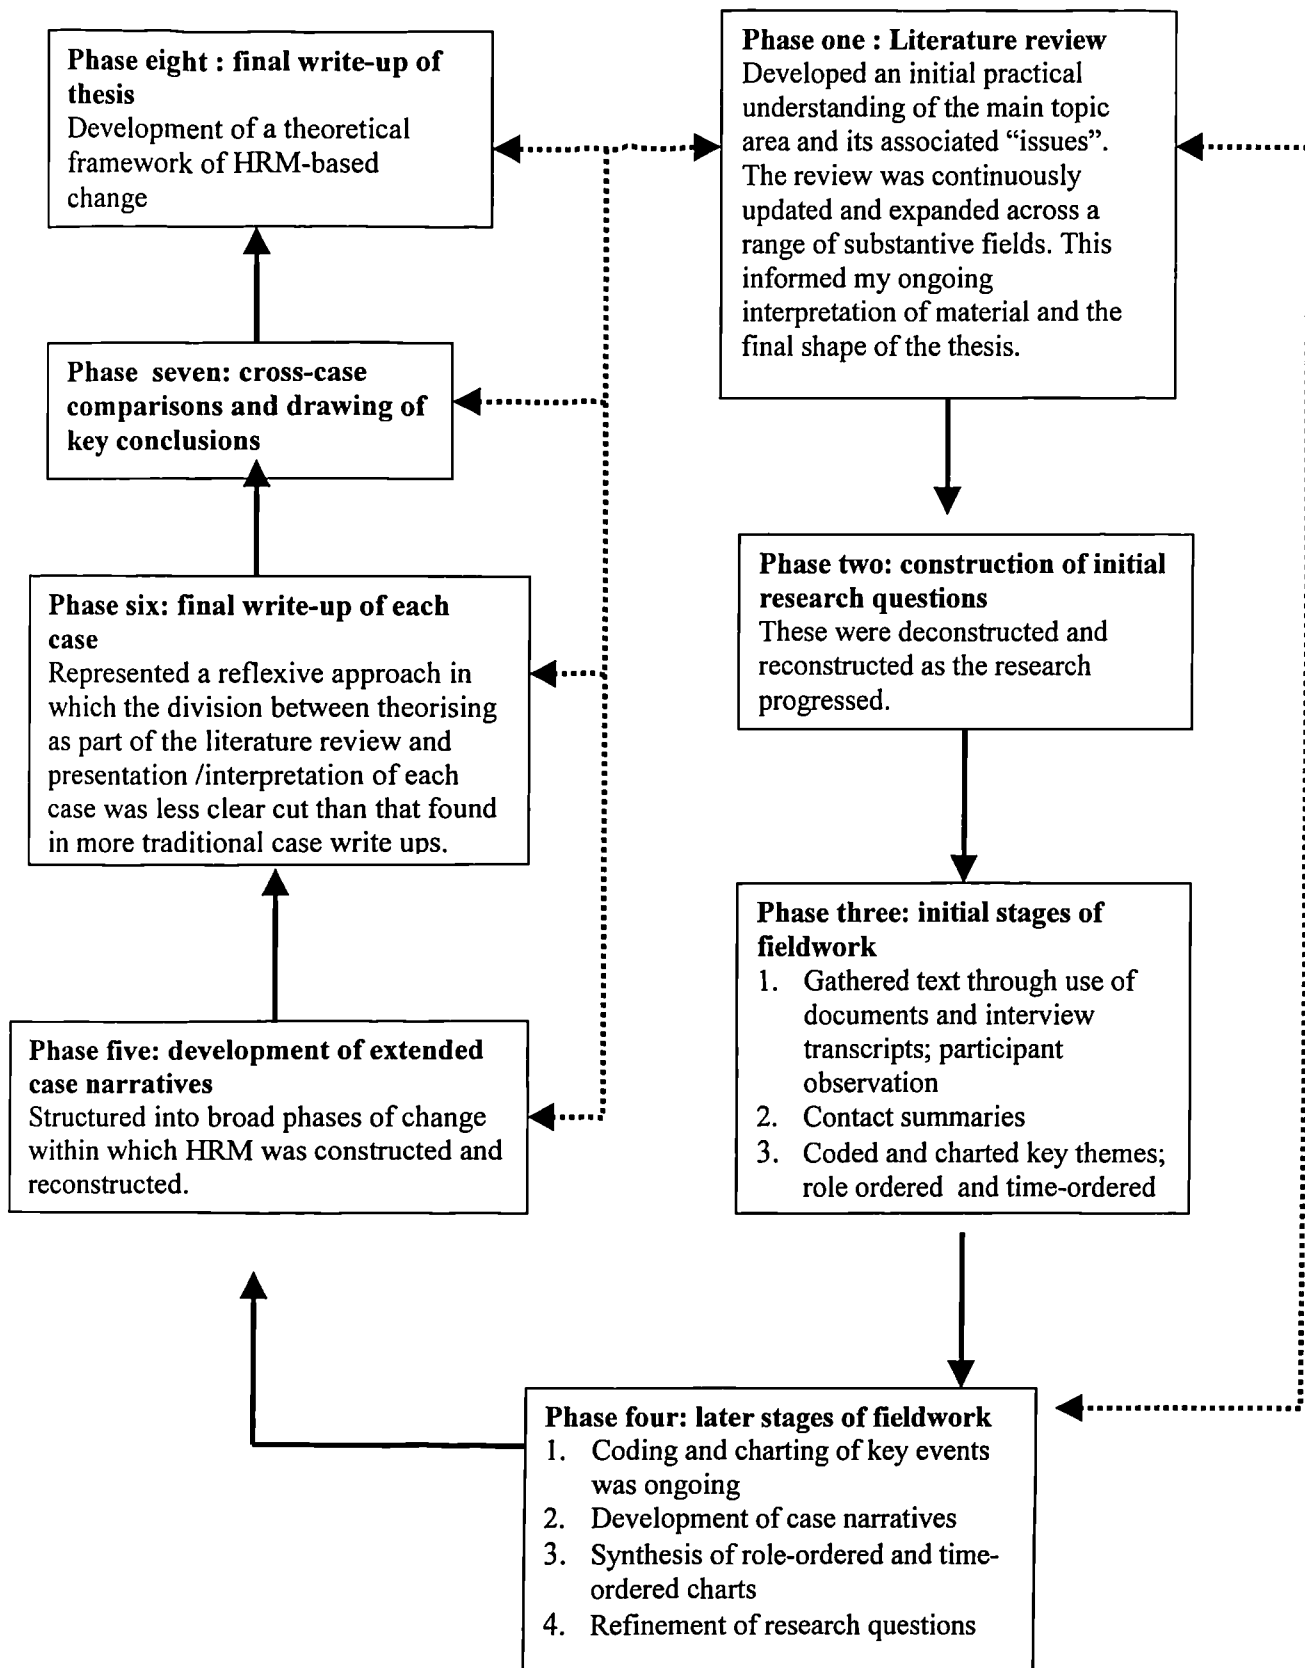 Phase one : Literature review
Developed an initial practical
understanding of the main topic
area and its associated “issues”.
The review was continuously
updated and expanded across a
range of substantive fields. This
informed my ongoing
interpretation of material and the
final shape of the thesis.
Phase two: construction of initial
research questions
These were deconstructed and
reconstructed as the research
progressed.
Phase three: initial stages of
fieldwork
1. Gathered text through use of
documents and interview
transcripts; participant
observation
2. Contact summaries
3. Coded and charted key themes;
role ordered and time-ordered
Phase four: later stages of fieldwork
1. Coding and charting of key events
was ongoing
2. Development of case narratives
3. Synthesis of role-ordered and time-
ordered charts
4. Refinement of research questions
Phase five: development of extended
case narratives
Structured into broad phases of change
within which HRM was constructed and
reconstructed.
Phase six: final write-up of each
case
Represented a reflexive approach in
which the division between theorising
as part of the literature review and
presentation /interpretation of each
case was less clear cut than that found
in more traditional case write ups.
Phase seven: cross-case
comparisons and drawing of
key conclusions
Phase eight : final write-up of
thesis
Development of a theoretical
framework of HRM-based
change